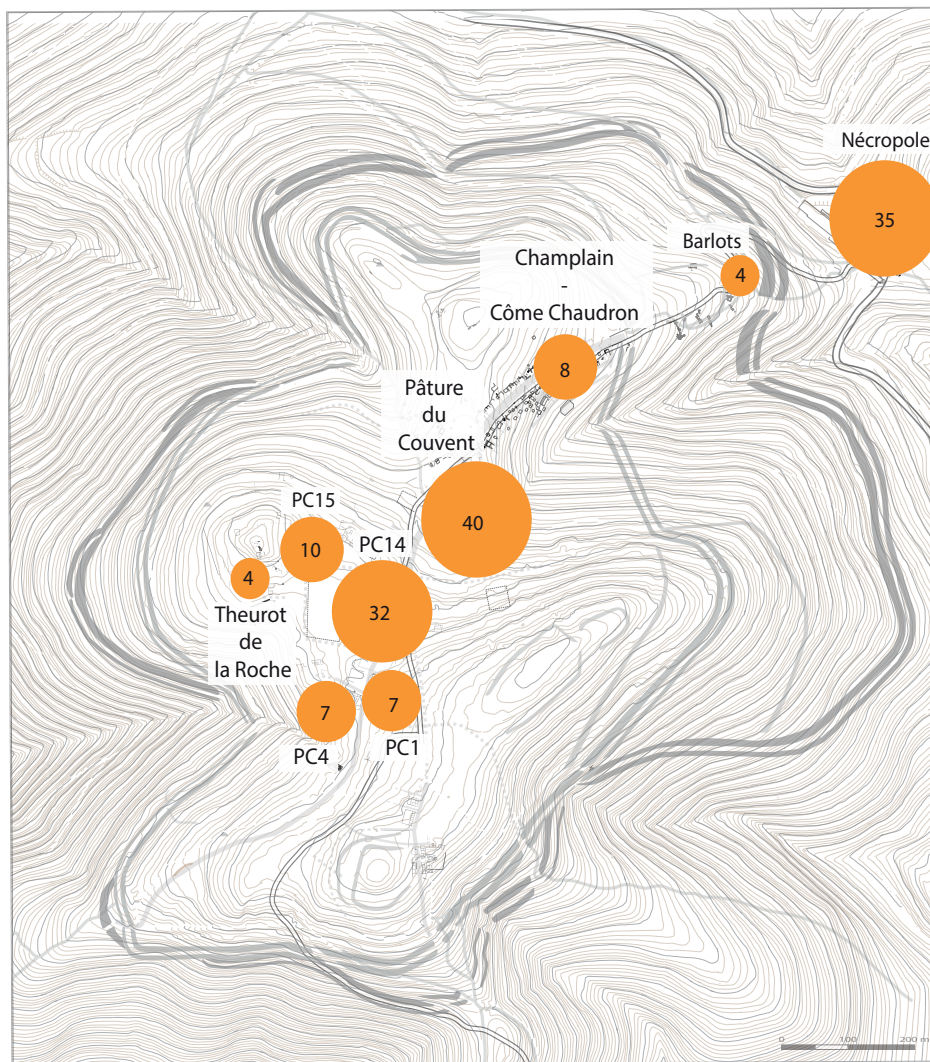 Nécropole
35
Barlots
4
Champlain
-
Côme Chaudron
8
Pâture
du
Couvent
40
PC15
10
PC14
32
4
Theurot
de
la Roche
7
PC4
7
PC1
0 100 200 m